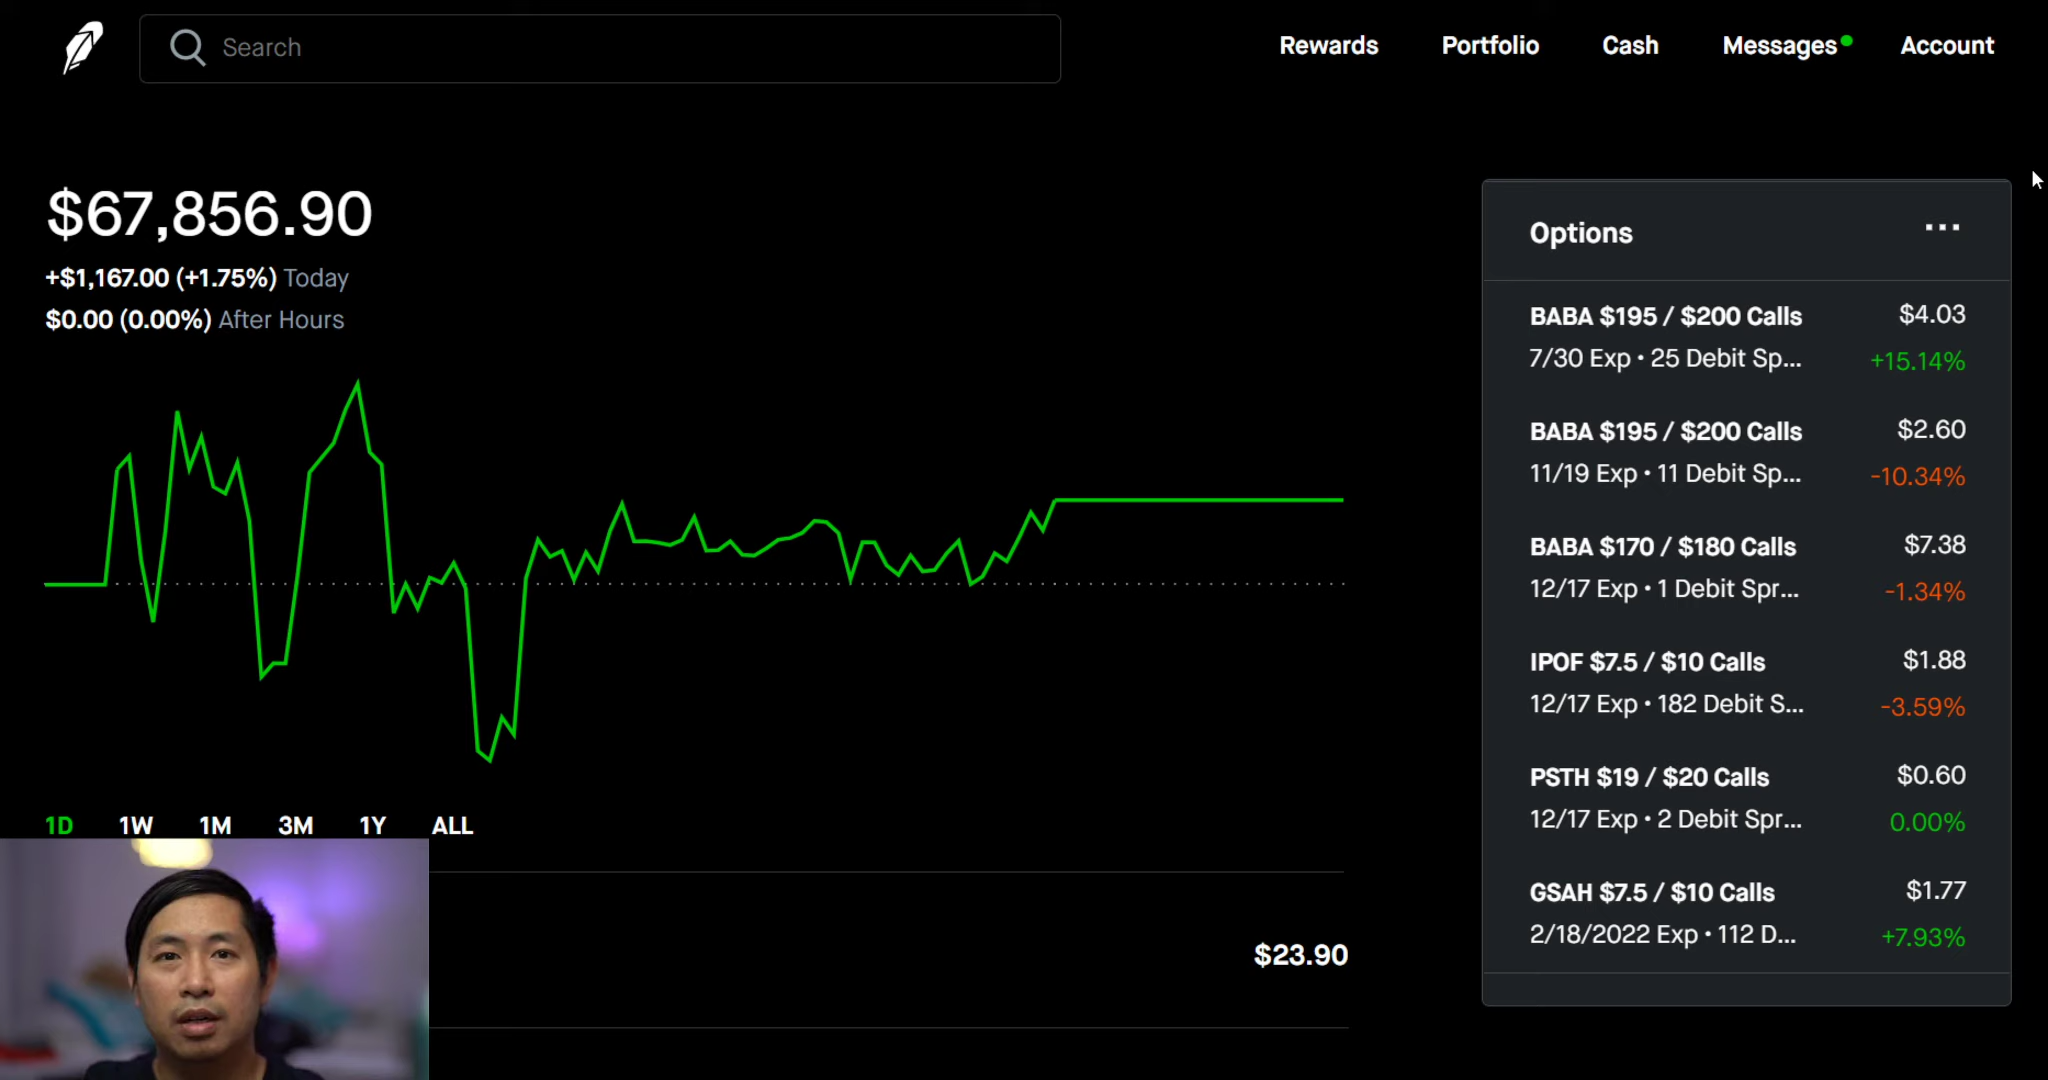 Search
Rewards
Portfolio
Cash
Messages
Account
$67,856.90
+$1,167.00 (+1.75%) Today
$0.00 (0.00%) After Hours
1D 1W 1M 3M 1Y ALL
$23.90
Options
BABA $195 / $200 Calls $4.03
7/30 Exp • 25 Debit Sp... +15.14%
BABA $195 / $200 Calls $2.60
11/19 Exp • 11 Debit Sp... -10.34%
BABA $170 / $180 Calls $7.38
12/17 Exp • 1 Debit Spr... -1.34%
IPOF $7.5 / $10 Calls $1.88
12/17 Exp • 182 Debit S... -3.59%
PSTH $19 / $20 Calls $0.60
12/17 Exp • 2 Debit Spr... 0.00%
GSAH $7.5 / $10 Calls $1.77
2/18/2022 Exp • 112 D... +7.93%